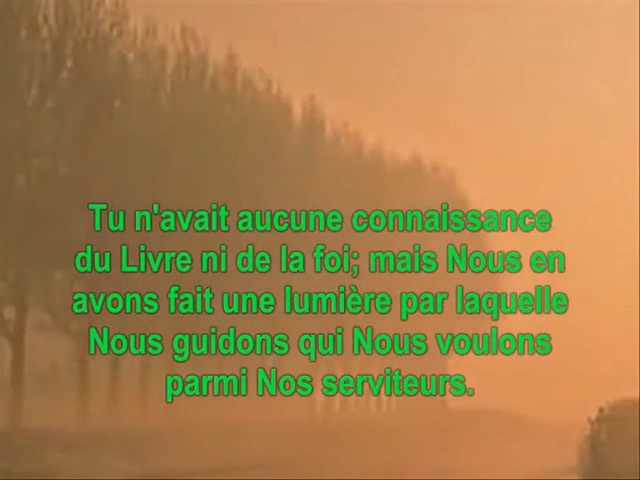 Tu n'avait aucune connaissance
du Livre ni de la foi; mais Nous en
avons fait une lumière par laquelle
Nous guidons qui Nous voulons
parmi Nos serviteurs.